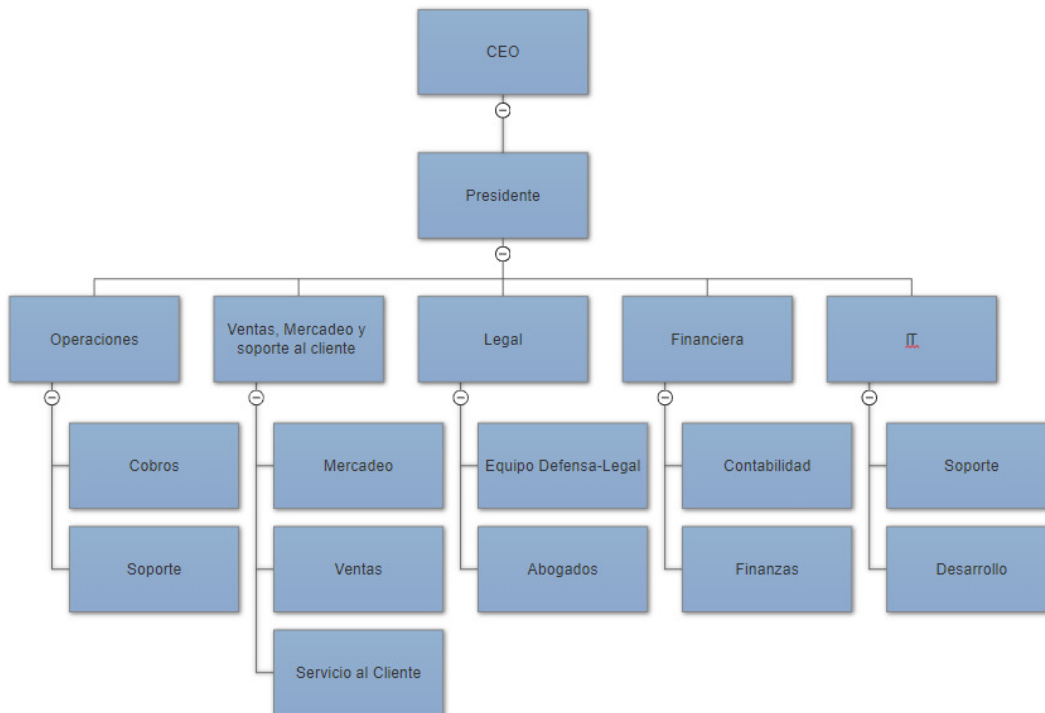 CEO
Presidente
Operaciones
Ventas, Mercadeo y
soporte al cliente
Legal
Financiera
IT
Cobros
Mercadeo
Equipo Defensa-Legal
Contabilidad
Soporte
Soporte
Ventas
Abogados
Finanzas
Desarrollo
Servicio al Cliente